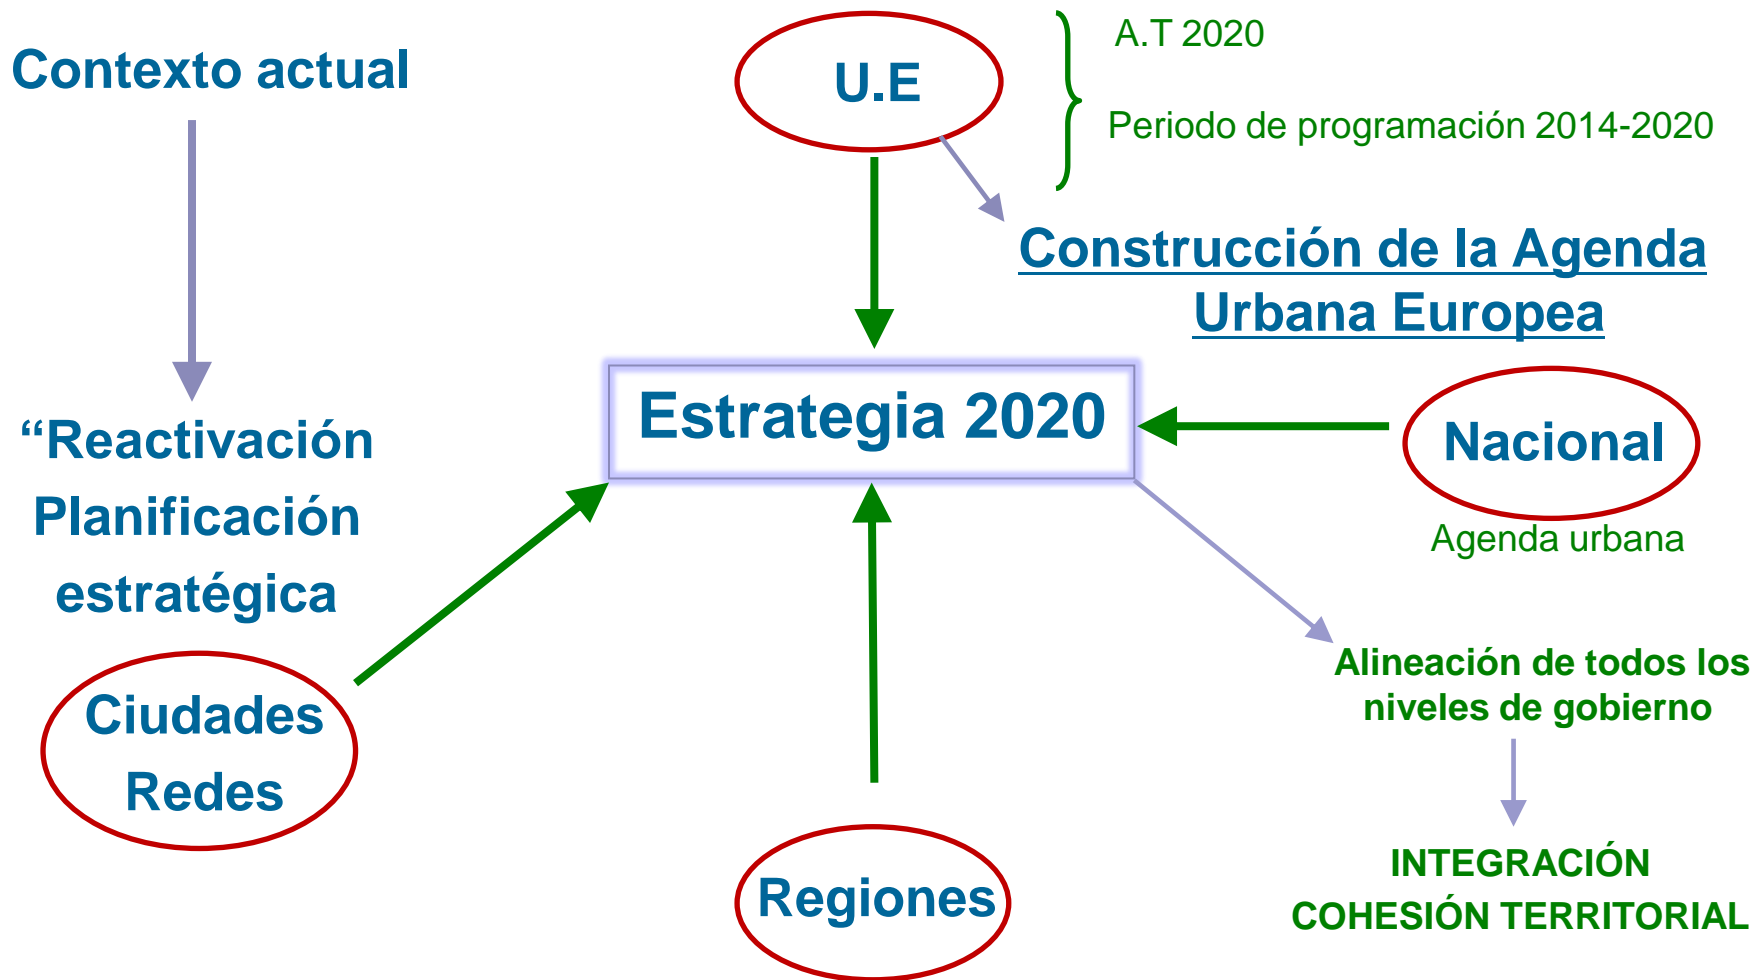 Contexto actual
U.E
A.T 2020
Periodo de programación 2014-2020
Construcción de la Agenda
Urbana Europea
Estrategia 2020
Nacional
Agenda urbana
“Reactivación
Planificación
estratégica
Ciudades
Redes
Regiones
Alineación de todos los
niveles de gobierno
INTEGRACIÓN
COHESIÓN TERRITORIAL